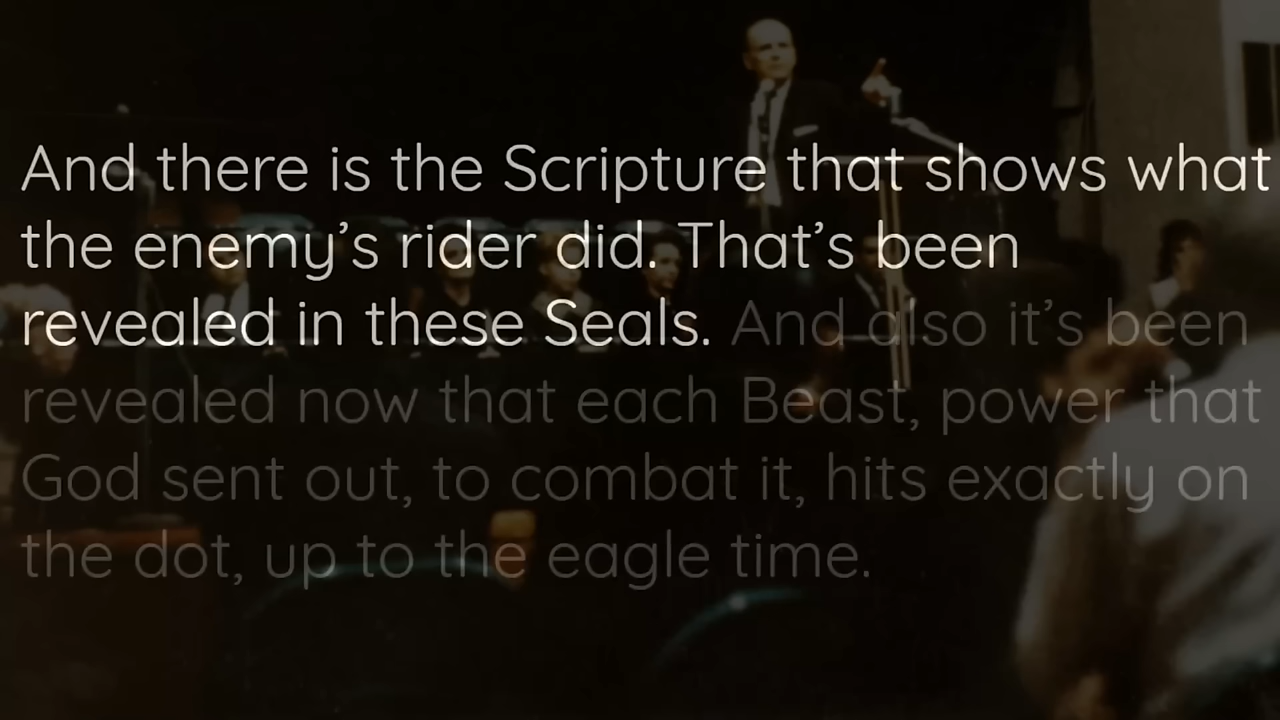 And there is the Scripture that shows what
the enemy’s rider did. That’s been
revealed in these Seals. And also it’s been
revealed now that each Beast, power that
God sent out, to combat it, hits exactly on
the dot, up to the eagle time.